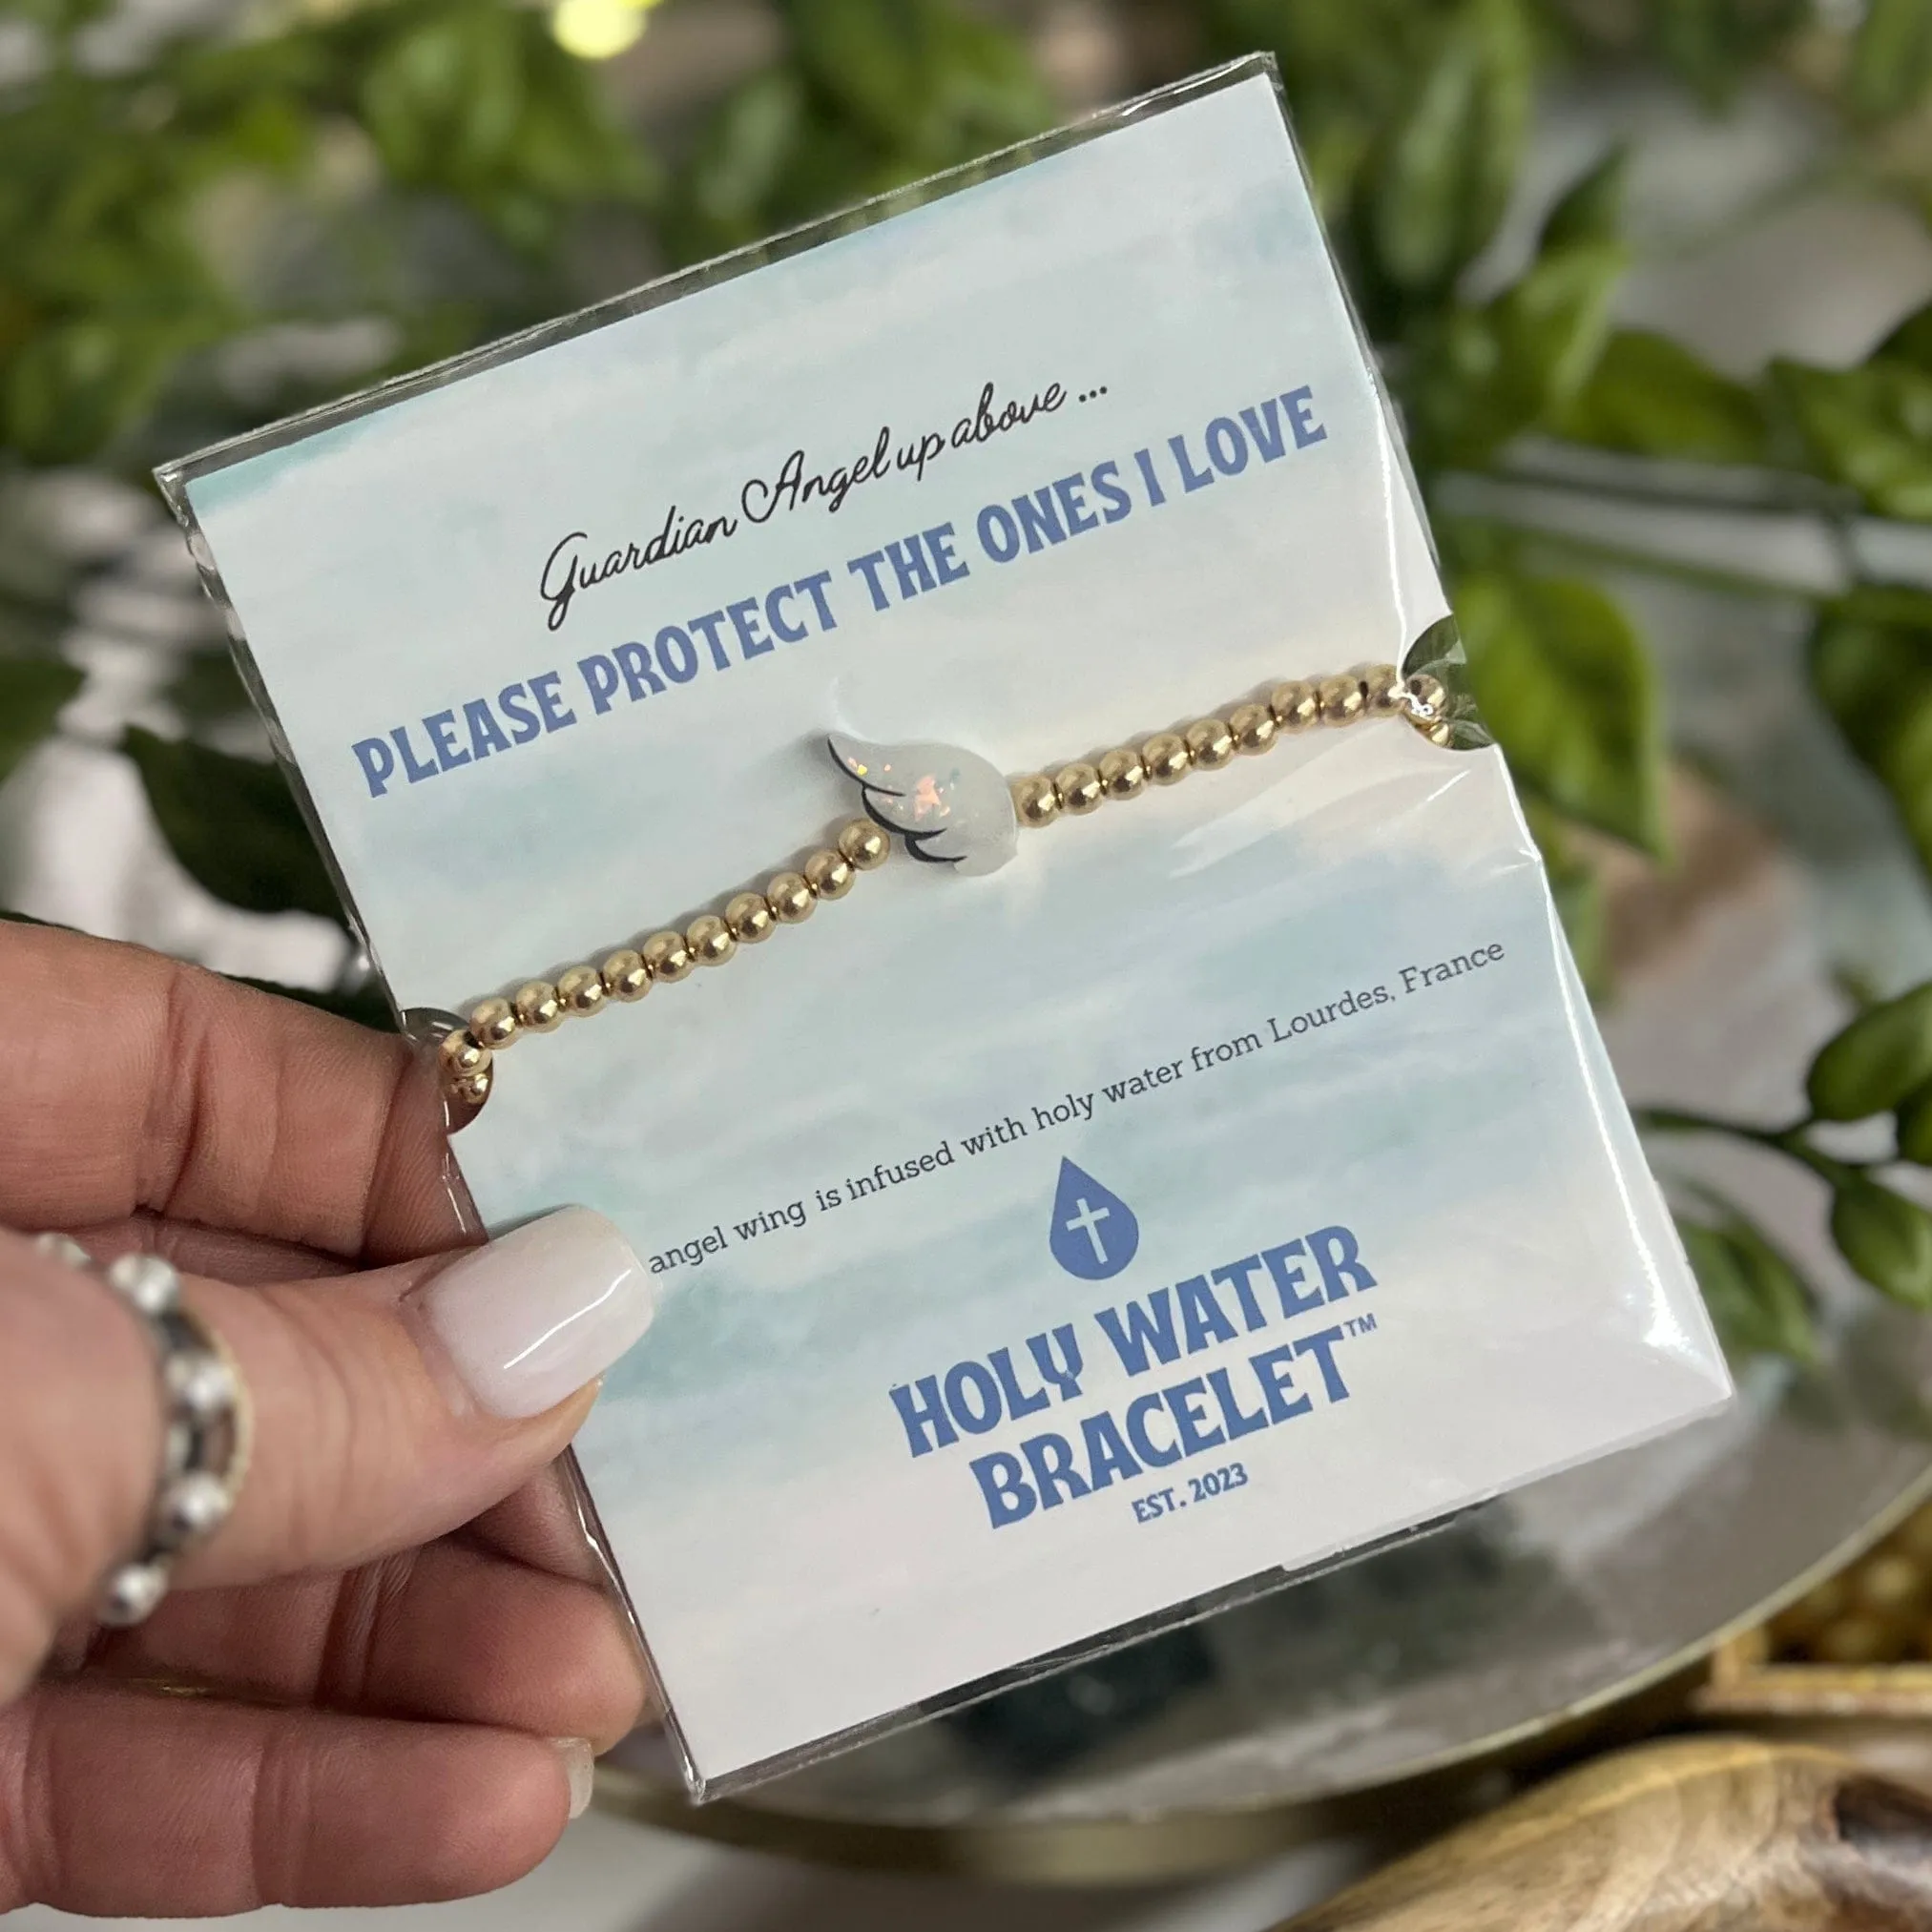 Guardian Angel up above ...
PLEASE PROTECT THE ONES I LOVE
angel wing is infused with holy water from Lourdes, France
HOLY WATER
BRACELET™
EST. 2023